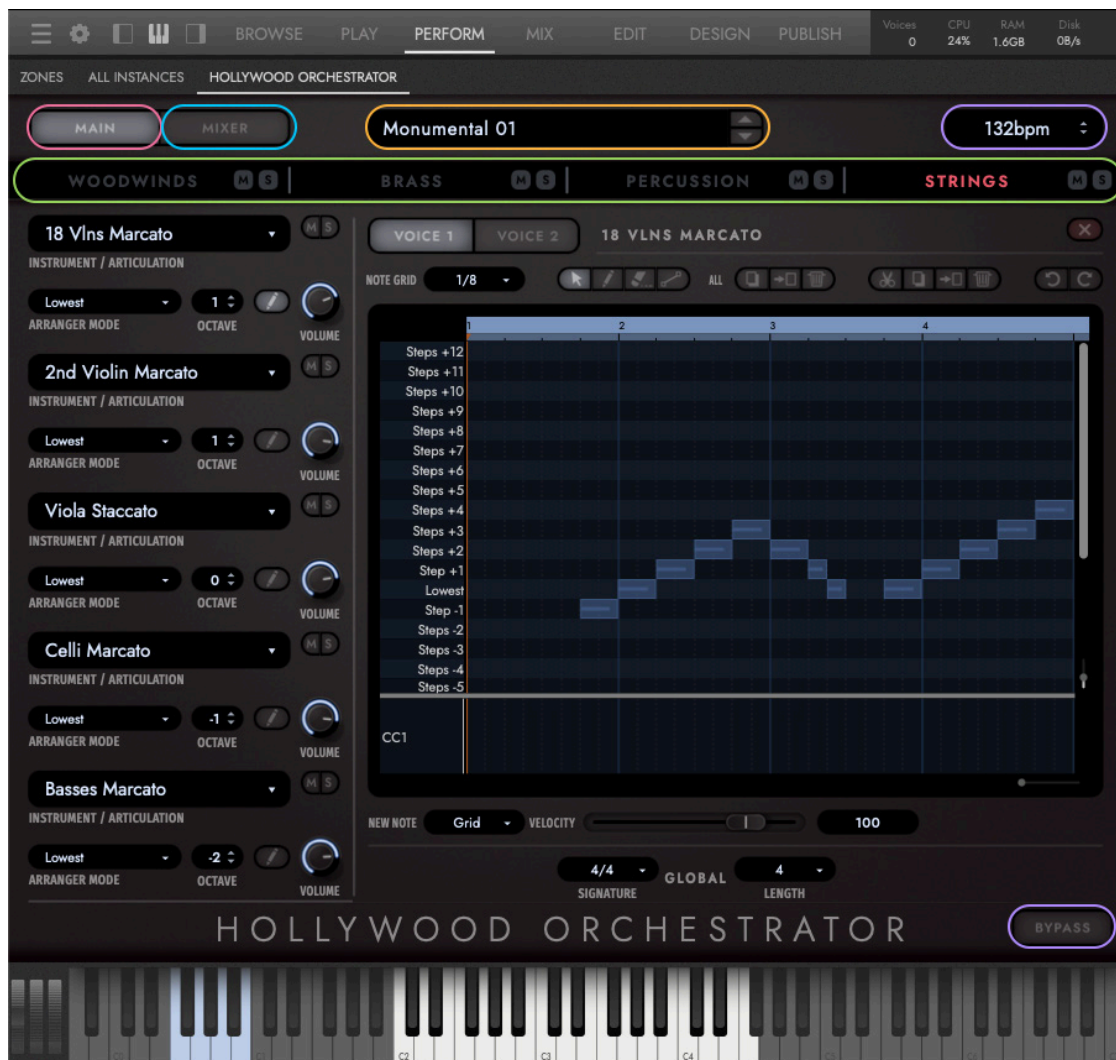 BROWSE PLAY PERFORM MIX EDIT DESIGN PUBLISH Voices 0 CPU 24% RAM 1.6GB Disk 0B/s
ZONES ALL INSTANCES HOLLYWOOD ORCHESTRATOR
MAIN MIXER Monumental 01 132bpm
WOODWINDS M S BRASS M S PERCUSSION M S STRINGS M S
18 Vlns Marcato M S
INSTRUMENT / ARTICULATION
Lowest 1
ARRANGER MODE OCTAVE VOLUME
2nd Violin Marcato M S
INSTRUMENT / ARTICULATION
Lowest 1
ARRANGER MODE OCTAVE VOLUME
Viola Staccato M S
INSTRUMENT / ARTICULATION
Lowest 0
ARRANGER MODE OCTAVE VOLUME
Celli Marcato M S
INSTRUMENT / ARTICULATION
Lowest -1
ARRANGER MODE OCTAVE VOLUME
Basses Marcato M S
INSTRUMENT / ARTICULATION
Lowest -2
ARRANGER MODE OCTAVE VOLUME
VOICE 1 VOICE 2 18 VLNS MARCATO
NOTE GRID 1/8 ALL
1 2 3 4
Steps +12
Steps +11
Steps +10
Steps +9
Steps +8
Steps +7
Steps +6
Steps +5
Steps +4
Steps +3
Steps +2
Step +1
Lowest
Step -1
Steps -2
Steps -3
Steps -4
Steps -5
CC1
NEW NOTE Grid VELOCITY 100
4/4 GLOBAL 4
SIGNATURE LENGTH
HOLLYWOOD ORCHESTRATOR BYPASS
C0 C1 C2 C3 C4 C5 C6